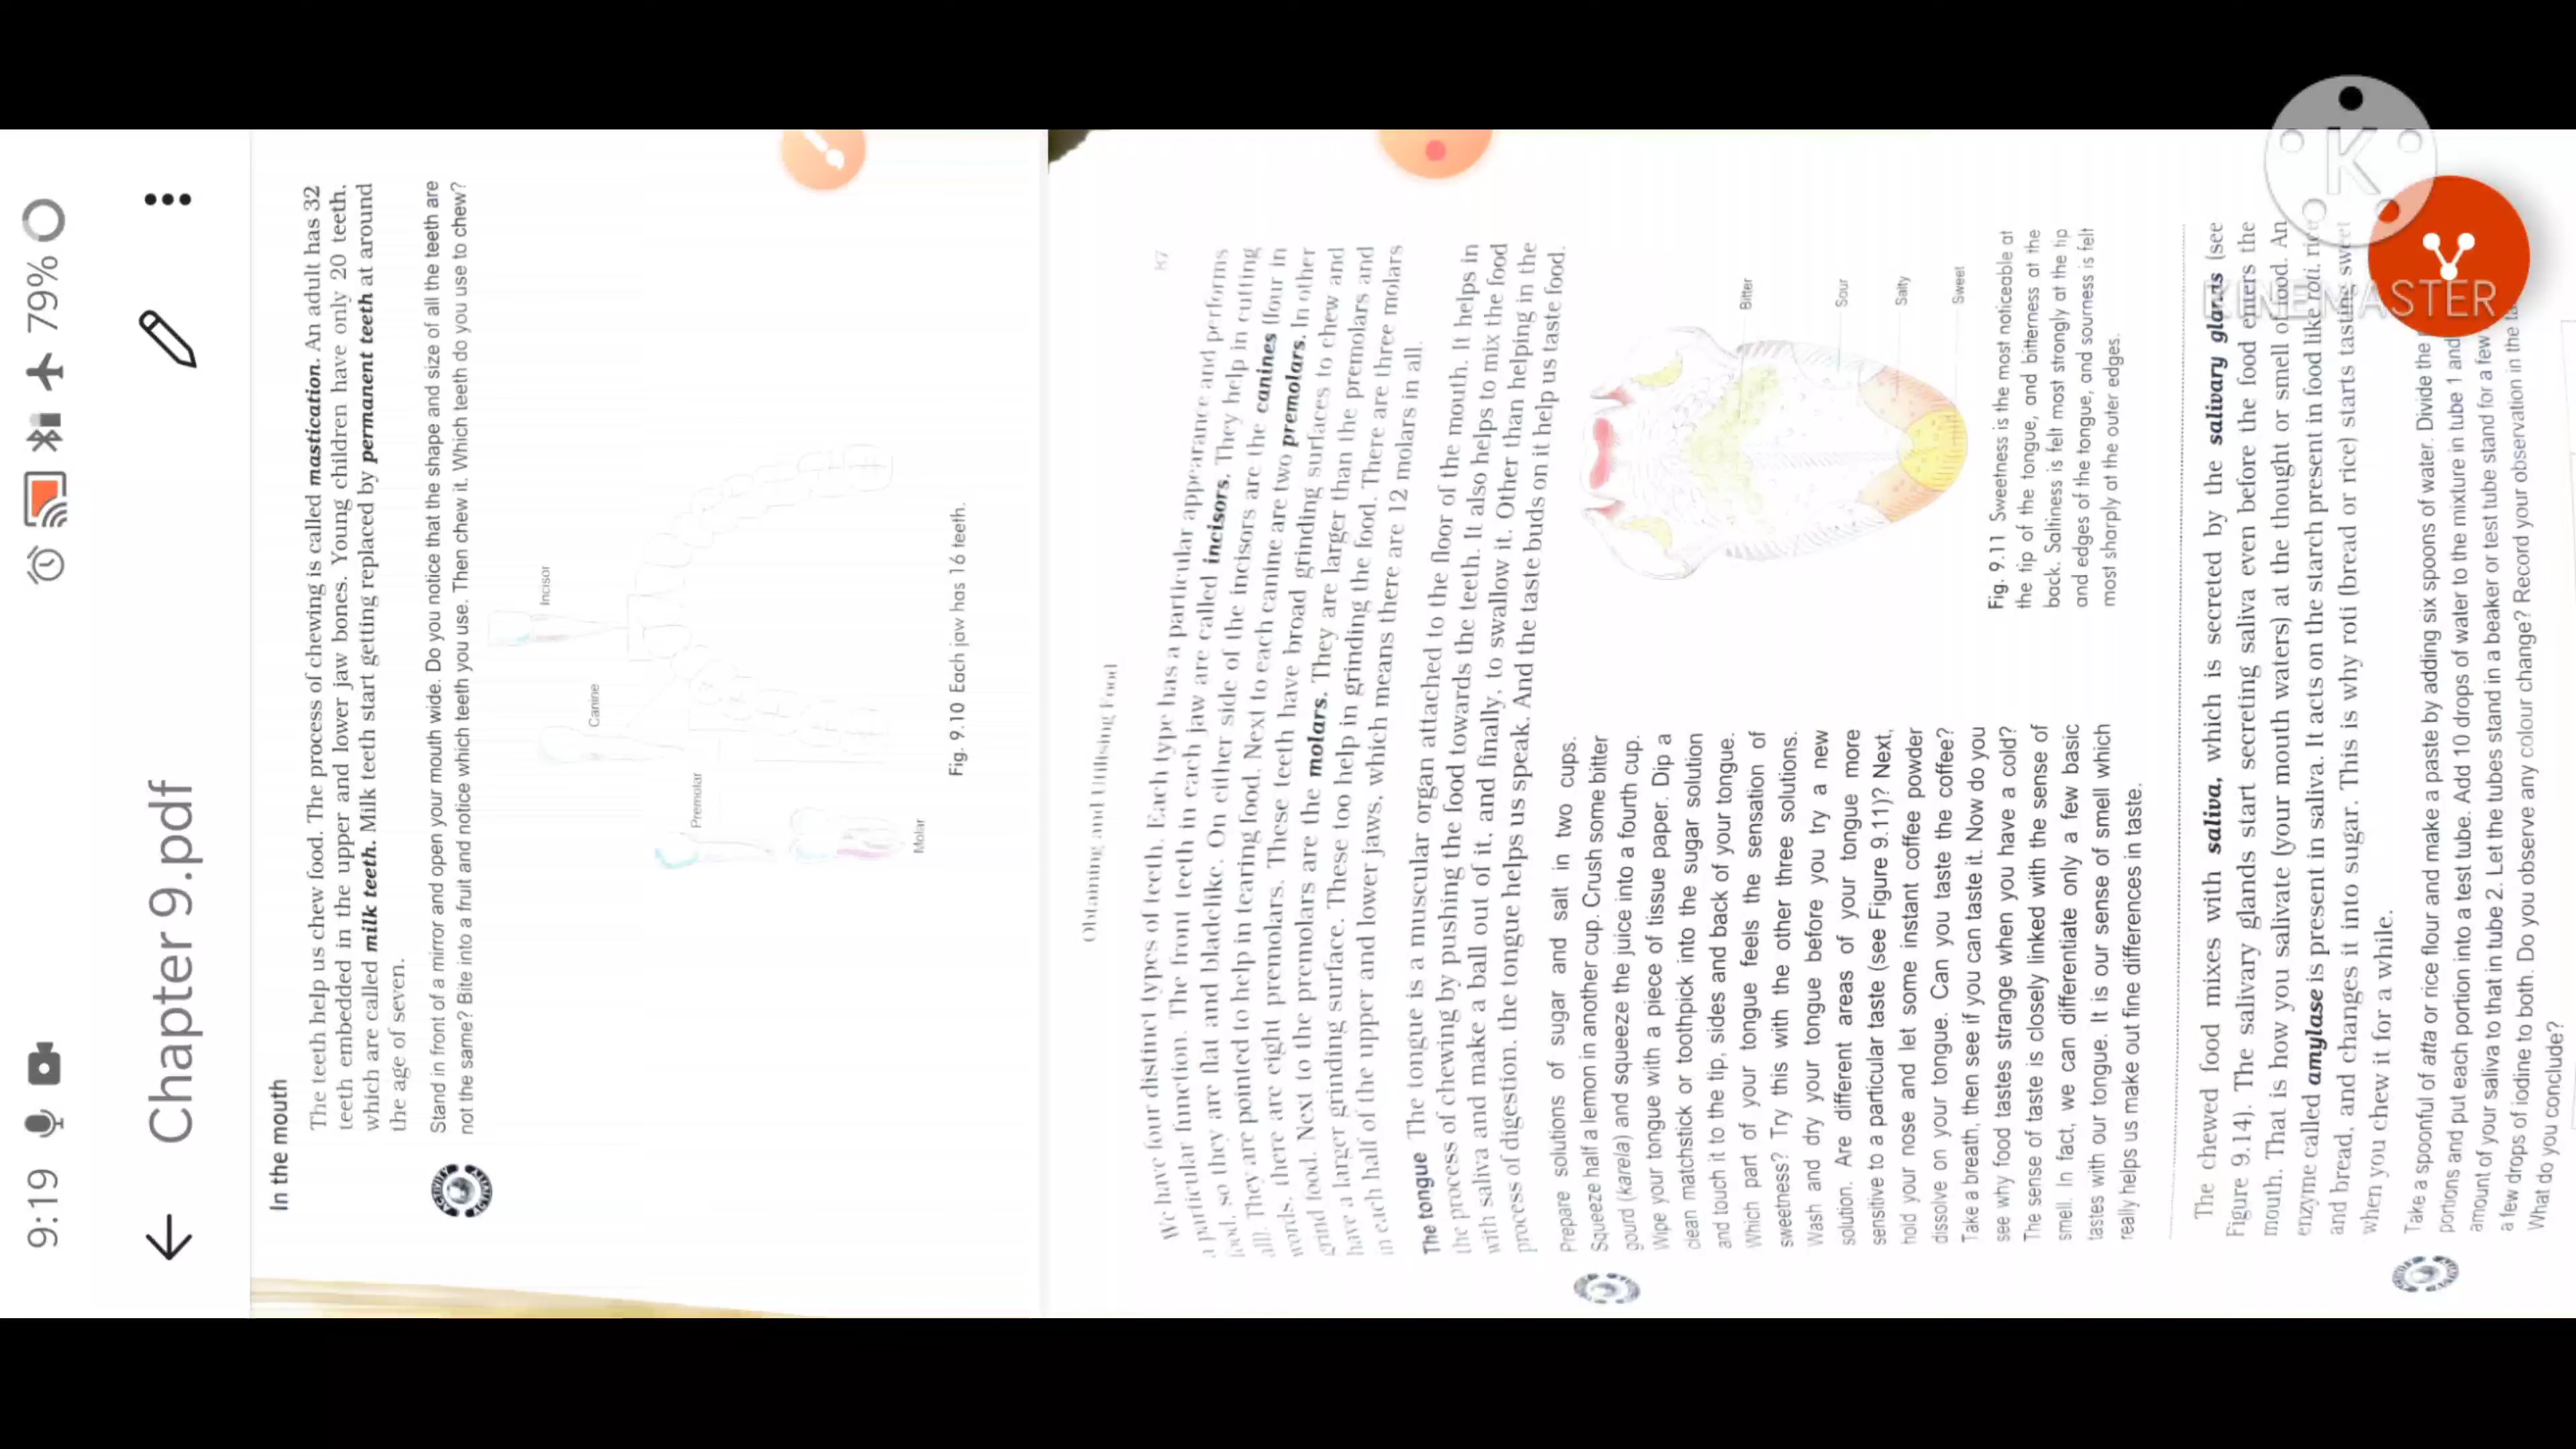 9:19
79%
Chapter 9.pdf
In the mouth
The teeth help us chew food. The process of chewing is called mastication. An adult has 32
teeth embedded in the upper and lower jaw bones. Young children have only 20 teeth.
which are called milk teeth. Milk teeth start getting replaced by permanent teeth at around
the age of seven.
ACTIVITY
Stand in front of a mirror and open your mouth wide. Do you notice that the shape and size of all the teeth are
not the same? Bite into a fruit and notice which teeth you use. Then chew it. Which teeth do you use to chew?
Incisor
Canine
Premolar
Molar
Fig. 9.10 Each jaw has 16 teeth.
Obtaining and Utilising Food
87
We have four distinct types of teeth. Each type has a particular appearance and performs
a particular function. The front teeth in each jaw are called incisors. They help in cutting
food, so they are flat and bladelike. On either side of the incisors are the canines (four in
all). They are pointed to help in tearing food. Next to each canine are two premolars. In other
words, there are eight premolars. These teeth have broad grinding surfaces to chew and
grind food. Next to the premolars are the molars. They are larger than the premolars and
have a larger grinding surface. These too help in grinding the food. There are three molars
in each half of the upper and lower jaws, which means there are 12 molars in all.
The tongue The tongue is a muscular organ attached to the floor of the mouth. It helps in
the process of chewing by pushing the food towards the teeth. It also helps to mix the food
with saliva and make a ball out of it, and finally, to swallow it. Other than helping in the
process of digestion, the tongue helps us speak. And the taste buds on it help us taste food.
Prepare solutions of sugar and salt in two cups.
Squeeze half a lemon in another cup. Crush some bitter
gourd (karela) and squeeze the juice into a fourth cup.
Wipe your tongue with a piece of tissue paper. Dip a
clean matchstick or toothpick into the sugar solution
and touch it to the tip, sides and back of your tongue.
Which part of your tongue feels the sensation of
sweetness? Try this with the other three solutions.
Wash and dry your tongue before you try a new
solution. Are different areas of your tongue more
sensitive to a particular taste (see Figure 9.11)? Next,
hold your nose and let some instant coffee powder
dissolve on your tongue. Can you taste the coffee?
Take a breath, then see if you can taste it. Now do you
see why food tastes strange when you have a cold?
The sense of taste is closely linked with the sense of
smell. In fact, we can differentiate only a few basic
tastes with our tongue. It is our sense of smell which
really helps us make out fine differences in taste.
Bitter
Sour
Salty
Sweet
Fig. 9.11 Sweetness is the most noticeable at
the tip of the tongue, and bitterness at the
back. Saltiness is felt most strongly at the tip
and edges of the tongue, and sourness is felt
most sharply at the outer edges.
The chewed food mixes with saliva, which is secreted by the salivary glands (see
Figure 9.14). The salivary glands start secreting saliva even before the food enters the
mouth. That is how you salivate (your mouth waters) at the thought or smell of food. An
enzyme called amylase is present in saliva. It acts on the starch present in food like roti, rice
and bread, and changes it into sugar. This is why roti (bread or rice) starts tasting sweet
when you chew it for a while.
Take a spoonful of atta or rice flour and make a paste by adding six spoons of water. Divide the
portions and put each portion into a test tube. Add 10 drops of water to the mixture in tube 1 and
amount of your saliva to that in tube 2. Let the tubes stand in a beaker or test tube stand for a few
a few drops of iodine to both. Do you observe any colour change? Record your observation in the
What do you conclude?
K
KINEMASTER